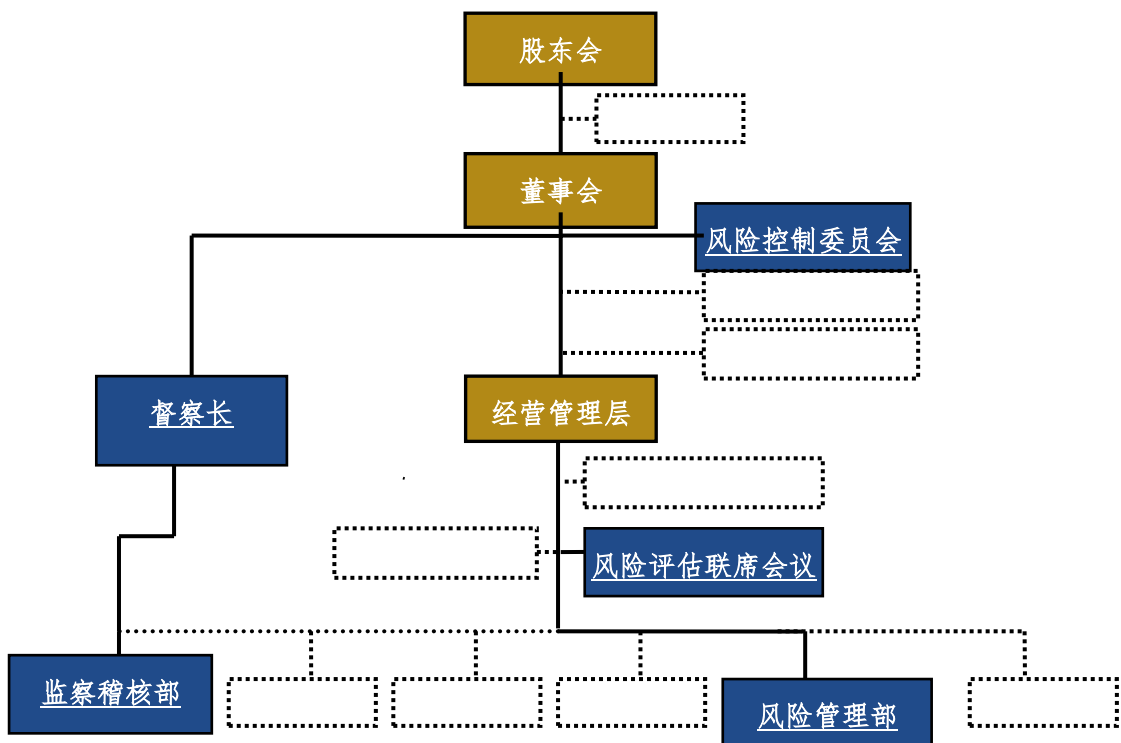 股东会
董事会
风险控制委员会
督察长
经营管理层
风险评估联席会议
监察稽核部
风险管理部